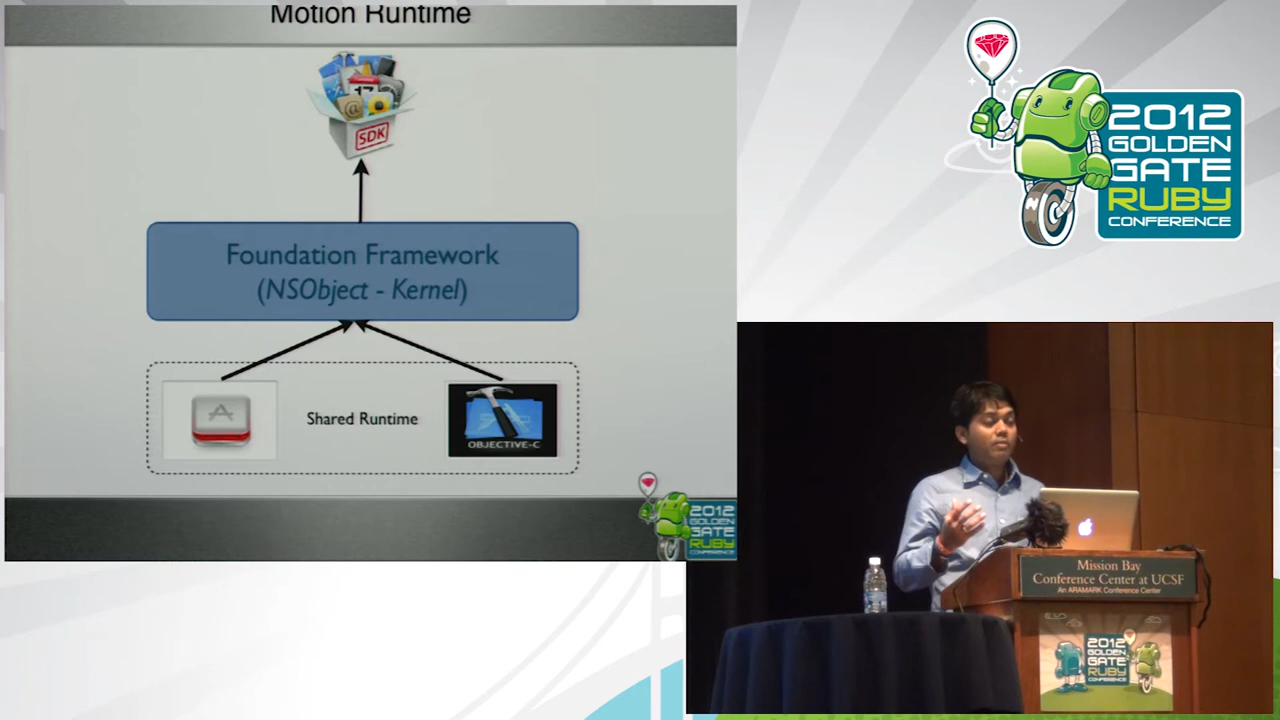 Motion Runtime
17
@
SDK
Foundation Framework
(NSObject - Kernel)
Shared Runtime
OBJECTIVE-C
2012
GOLDEN
GATE
RUBY
CONFERENCE
2012
GOLDEN
GATE
RUBY
CONFERENCE
Mission Bay
Conference Center at UCSF
An ARAMARK Conference Center
2012
GOLDEN
GATE
RUBY
CONFERENCE